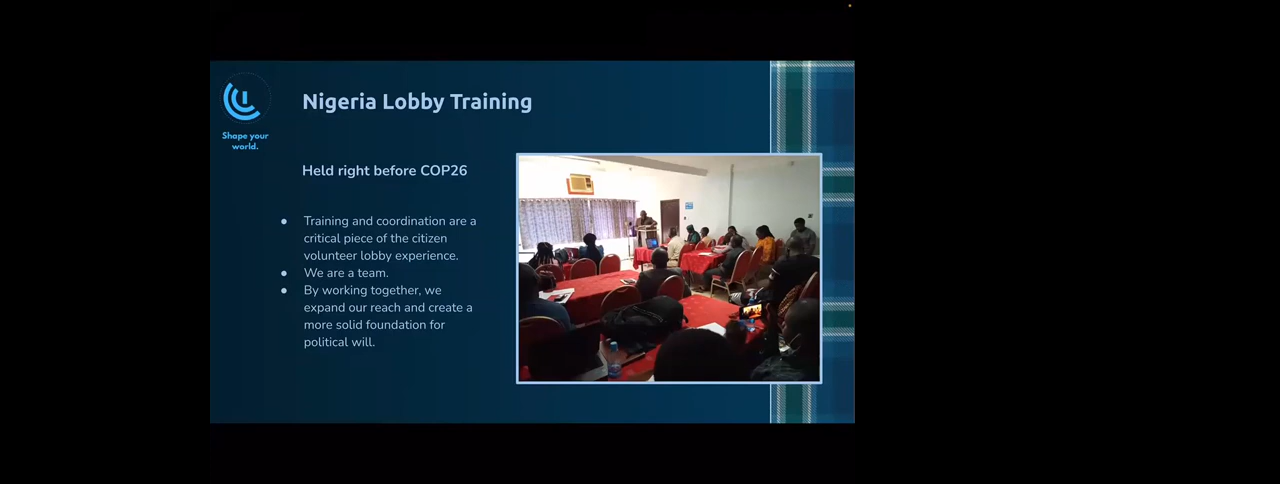 Nigeria Lobby Training
Shape your
world.
Held right before COP26
● Training and coordination are a
critical piece of the citizen
volunteer lobby experience.
● We are a team.
● By working together, we
expand our reach and create a
more solid foundation for
political will.